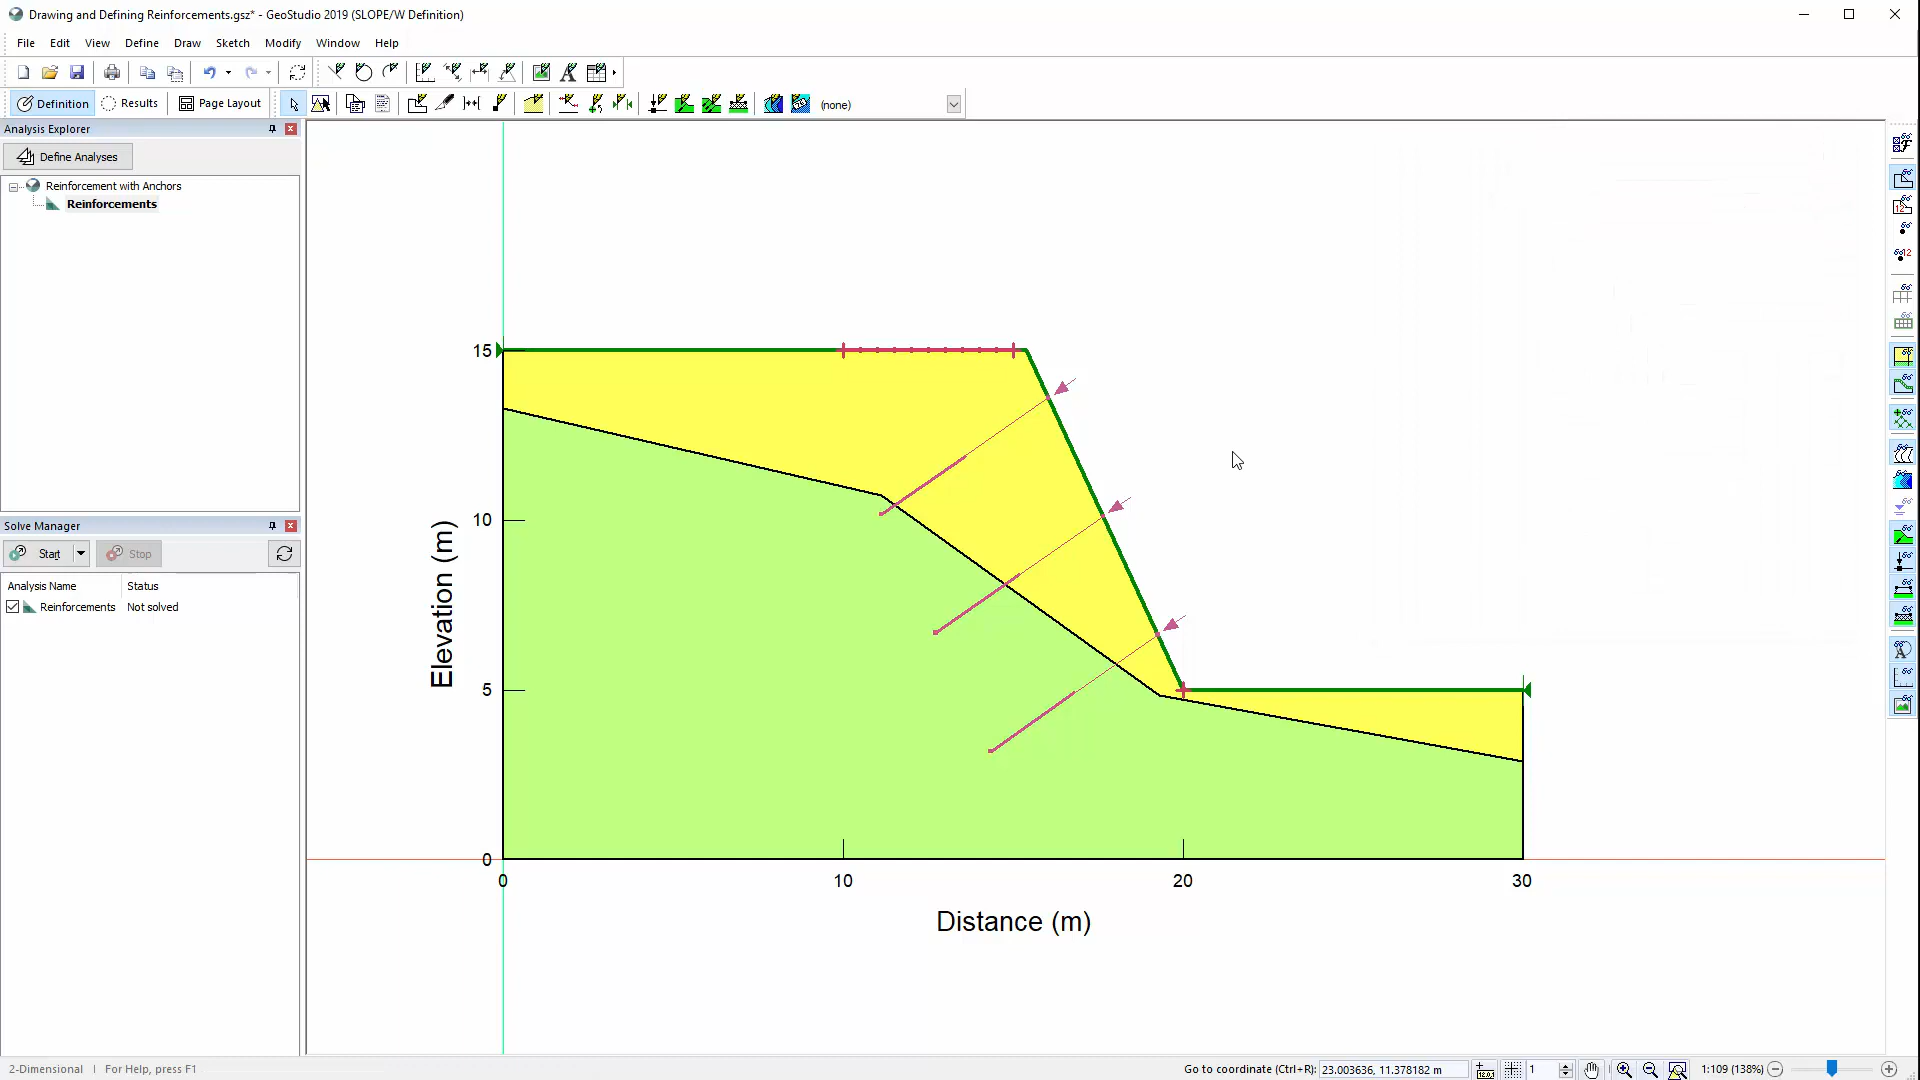 Drawing and Defining Reinforcements.gsz* - GeoStudio 2019 (SLOPE/W Definition)
File Edit View Define Draw Sketch Modify Window Help
Definition Results Page Layout (none)
Analysis Explorer
Define Analyses
Reinforcement with Anchors
Reinforcements
Solve Manager
Start Stop
Analysis Name Status
Reinforcements Not solved
15
10
5
0
Elevation (m)
0 10 20 30
Distance (m)
2-Dimensional For Help, press F1 Go to coordinate (Ctrl+R): 23.003636, 11.378182 m 1 1:109 (138%)